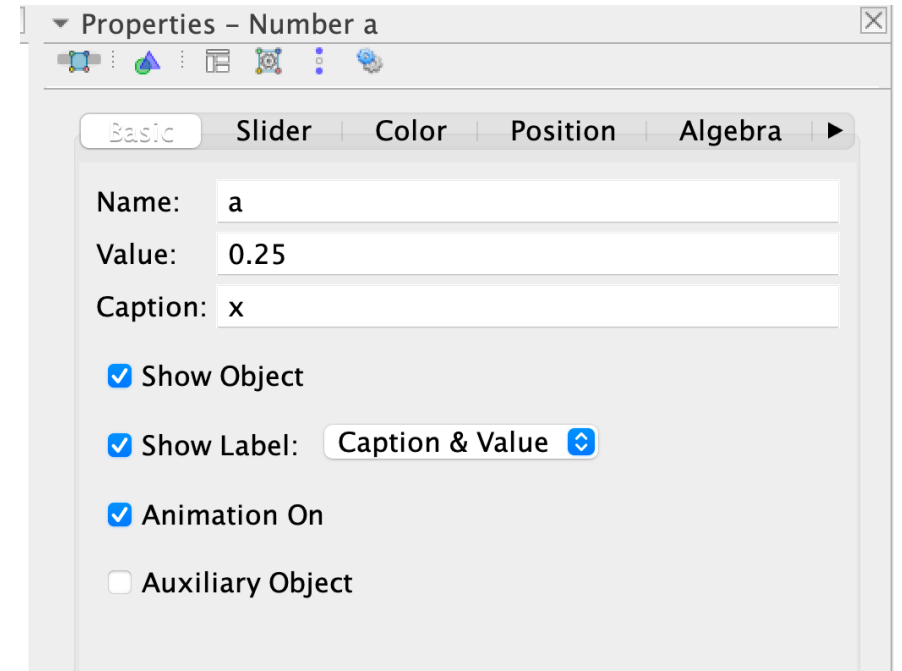 Properties – Number a
Basic Slider Color Position Algebra
Name: a
Value: 0.25
Caption: x
Show Object
Show Label: Caption & Value
Animation On
Auxiliary Object